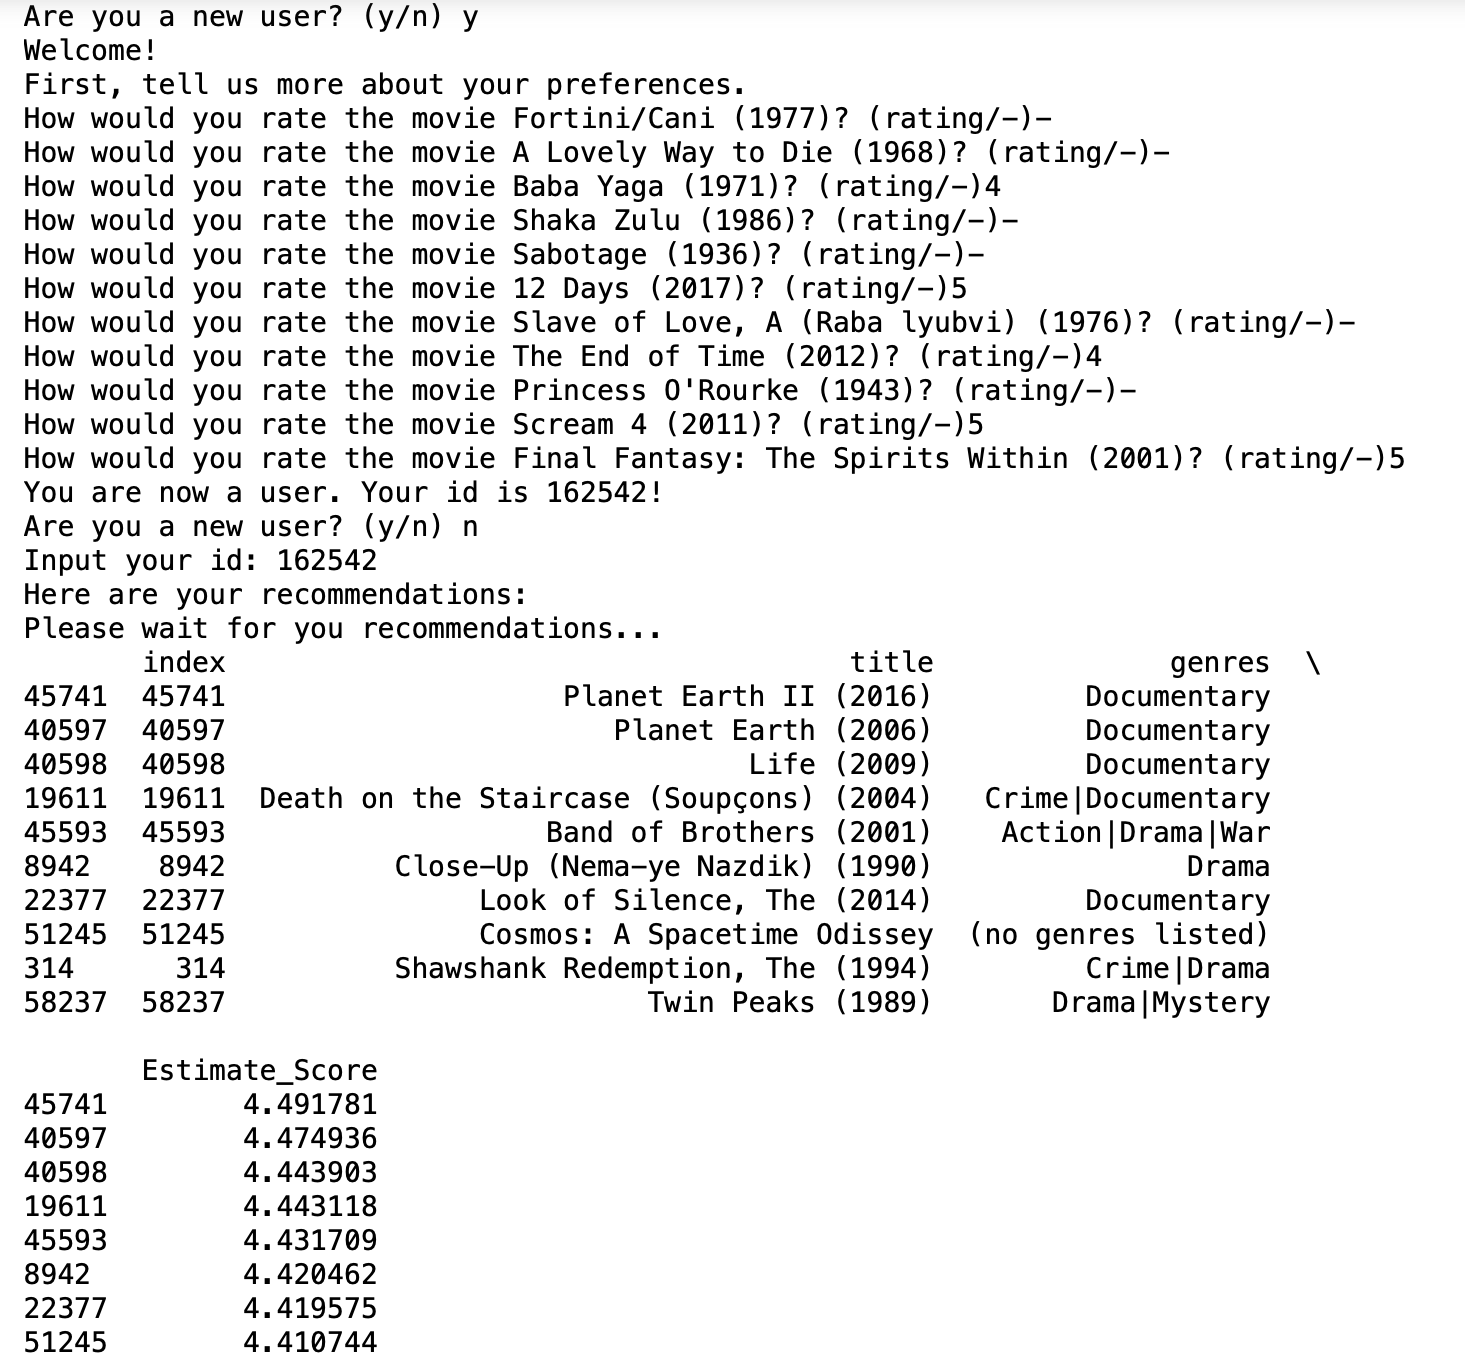 Are you a new user? (y/n) y
Welcome!
First, tell us more about your preferences.
How would you rate the movie Fortini/Cani (1977)? (rating/-)-
How would you rate the movie A Lovely Way to Die (1968)? (rating/-)-
How would you rate the movie Baba Yaga (1971)? (rating/-)4
How would you rate the movie Shaka Zulu (1986)? (rating/-)-
How would you rate the movie Sabotage (1936)? (rating/-)-
How would you rate the movie 12 Days (2017)? (rating/-)5
How would you rate the movie Slave of Love, A (Raba lyubvi) (1976)? (rating/-)-
How would you rate the movie The End of Time (2012)? (rating/-)4
How would you rate the movie Princess O'Rourke (1943)? (rating/-)-
How would you rate the movie Scream 4 (2011)? (rating/-)5
How would you rate the movie Final Fantasy: The Spirits Within (2001)? (rating/-)5
You are now a user. Your id is 162542!
Are you a new user? (y/n) n
Input your id: 162542
Here are your recommendations:
Please wait for you recommendations...
index title genres \
45741 45741 Planet Earth II (2016) Documentary
40597 40597 Planet Earth (2006) Documentary
40598 40598 Life (2009) Documentary
19611 19611 Death on the Staircase (Soupçons) (2004) Crime|Documentary
45593 45593 Band of Brothers (2001) Action|Drama|War
8942 8942 Close-Up (Nema-ye Nazdik) (1990) Drama
22377 22377 Look of Silence, The (2014) Documentary
51245 51245 Cosmos: A Spacetime Odissey (no genres listed)
314 314 Shawshank Redemption, The (1994) Crime|Drama
58237 58237 Twin Peaks (1989) Drama|Mystery
Estimate_Score
45741 4.491781
40597 4.474936
40598 4.443903
19611 4.443118
45593 4.431709
8942 4.420462
22377 4.419575
51245 4.410744